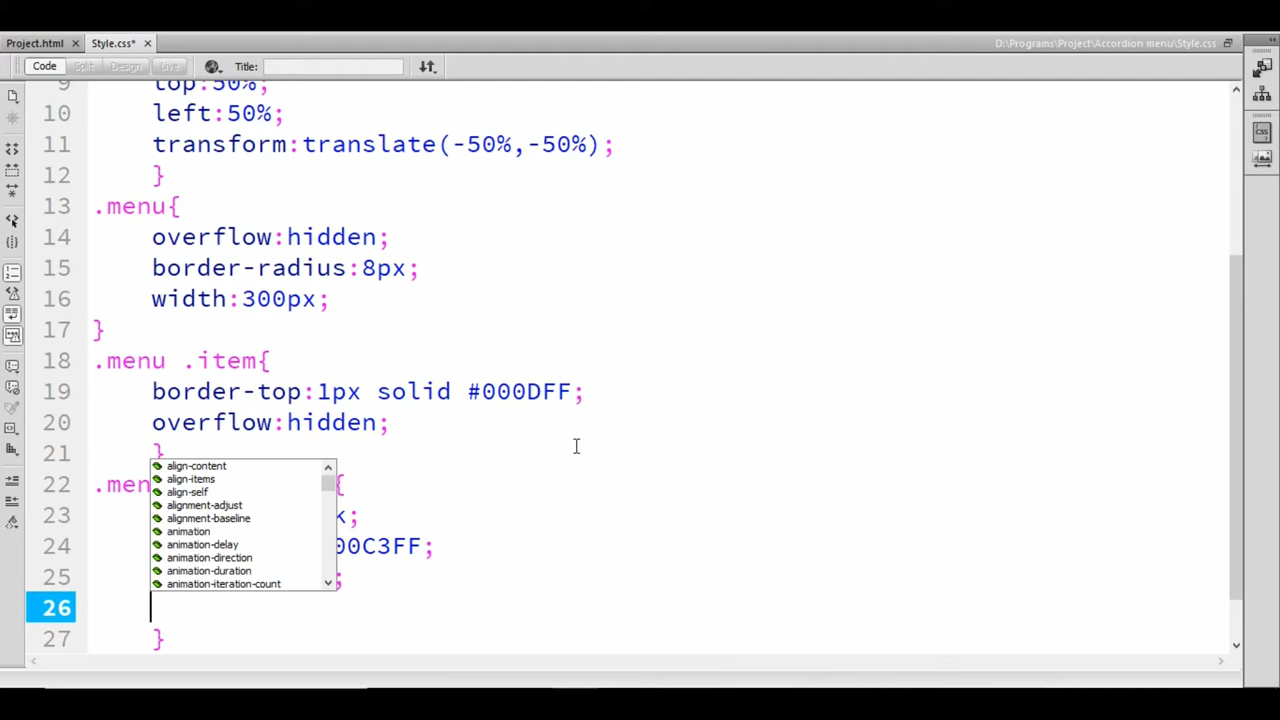 Project.html × Style.css* × D:\Programs\Project\Accordion menu\Style.css
Code Split Design Live Title:
9 top:50%;
10 left:50%;
11 transform:translate(-50%,-50%);
12 }
13 .menu{
14 overflow:hidden;
15 border-radius:8px;
16 width:300px;
17 }
18 .menu .item{
19 border-top:1px solid #000DFF;
20 overflow:hidden;
21 }
22 .men {
23 k;
24 00C3FF;
25 ;
26
27 }
align-content
align-items
align-self
alignment-adjust
alignment-baseline
animation
animation-delay
animation-direction
animation-duration
animation-iteration-count
CSS